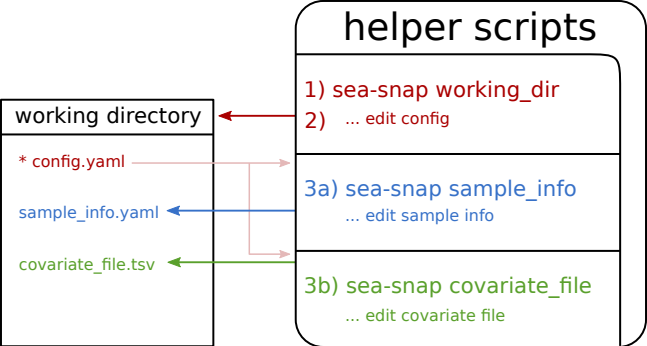 helper scripts
1) sea-snap working_dir
2) ... edit config
working directory
* config.yaml
3a) sea-snap sample_info
... edit sample info
sample_info.yaml
covariate_file.tsv
3b) sea-snap covariate_file
... edit covariate file